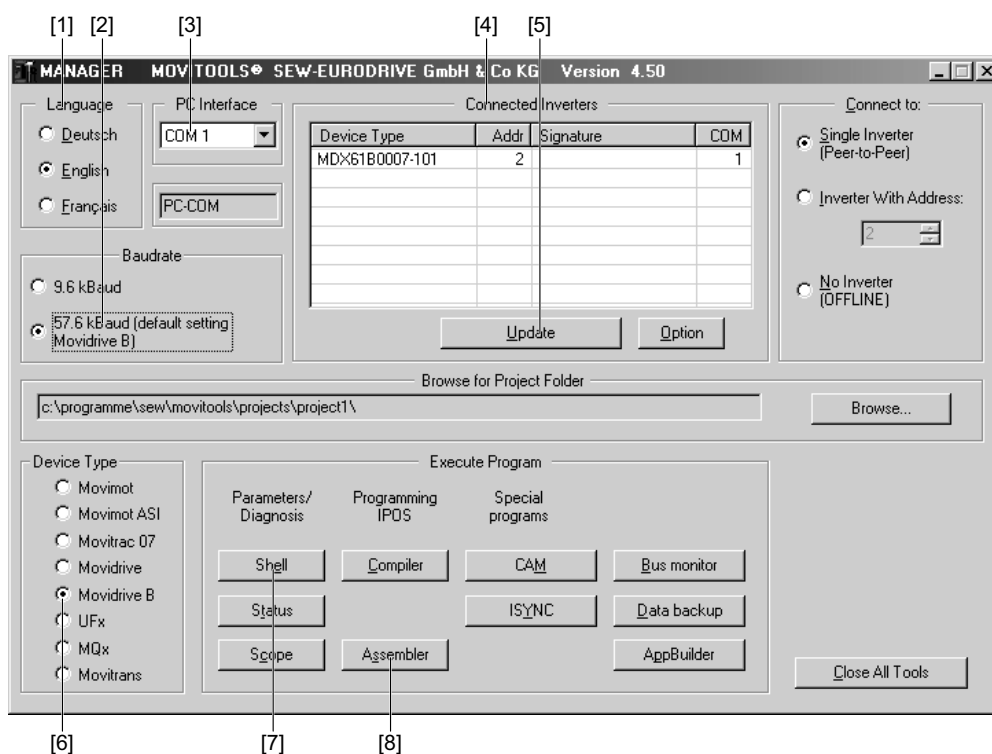 [1] [2] [3] [4] [5]
MANAGER MOVITOOLS® SEW-EURODRIVE GmbH & Co KG Version 4.50
Language
Deutsch
English
Français
PC Interface
COM 1
PC-COM
Baudrate
9.6 kBaud
57.6 kBaud (default setting
Movidrive B)
Connected Inverters
Device Type Addr Signature COM
MDX61B0007-101 2 1
Update Option
Connect to:
Single Inverter
(Peer-to-Peer)
Inverter With Address:
2
No Inverter
(OFFLINE)
Browse for Project Folder
c:\programme\sew\movitools\projects\project1\
Browse...
Device Type
Movimot
Movimot ASI
Movitrac 07
Movidrive
Movidrive B
UFx
MQx
Movitrans
Execute Program
Parameters/
Diagnosis
Programming
IPOS
Special
programs
Shell Compiler CAM Bus monitor
Status ISYNC Data backup
Scope Assembler AppBuilder
Close All Tools
[6] [7] [8]